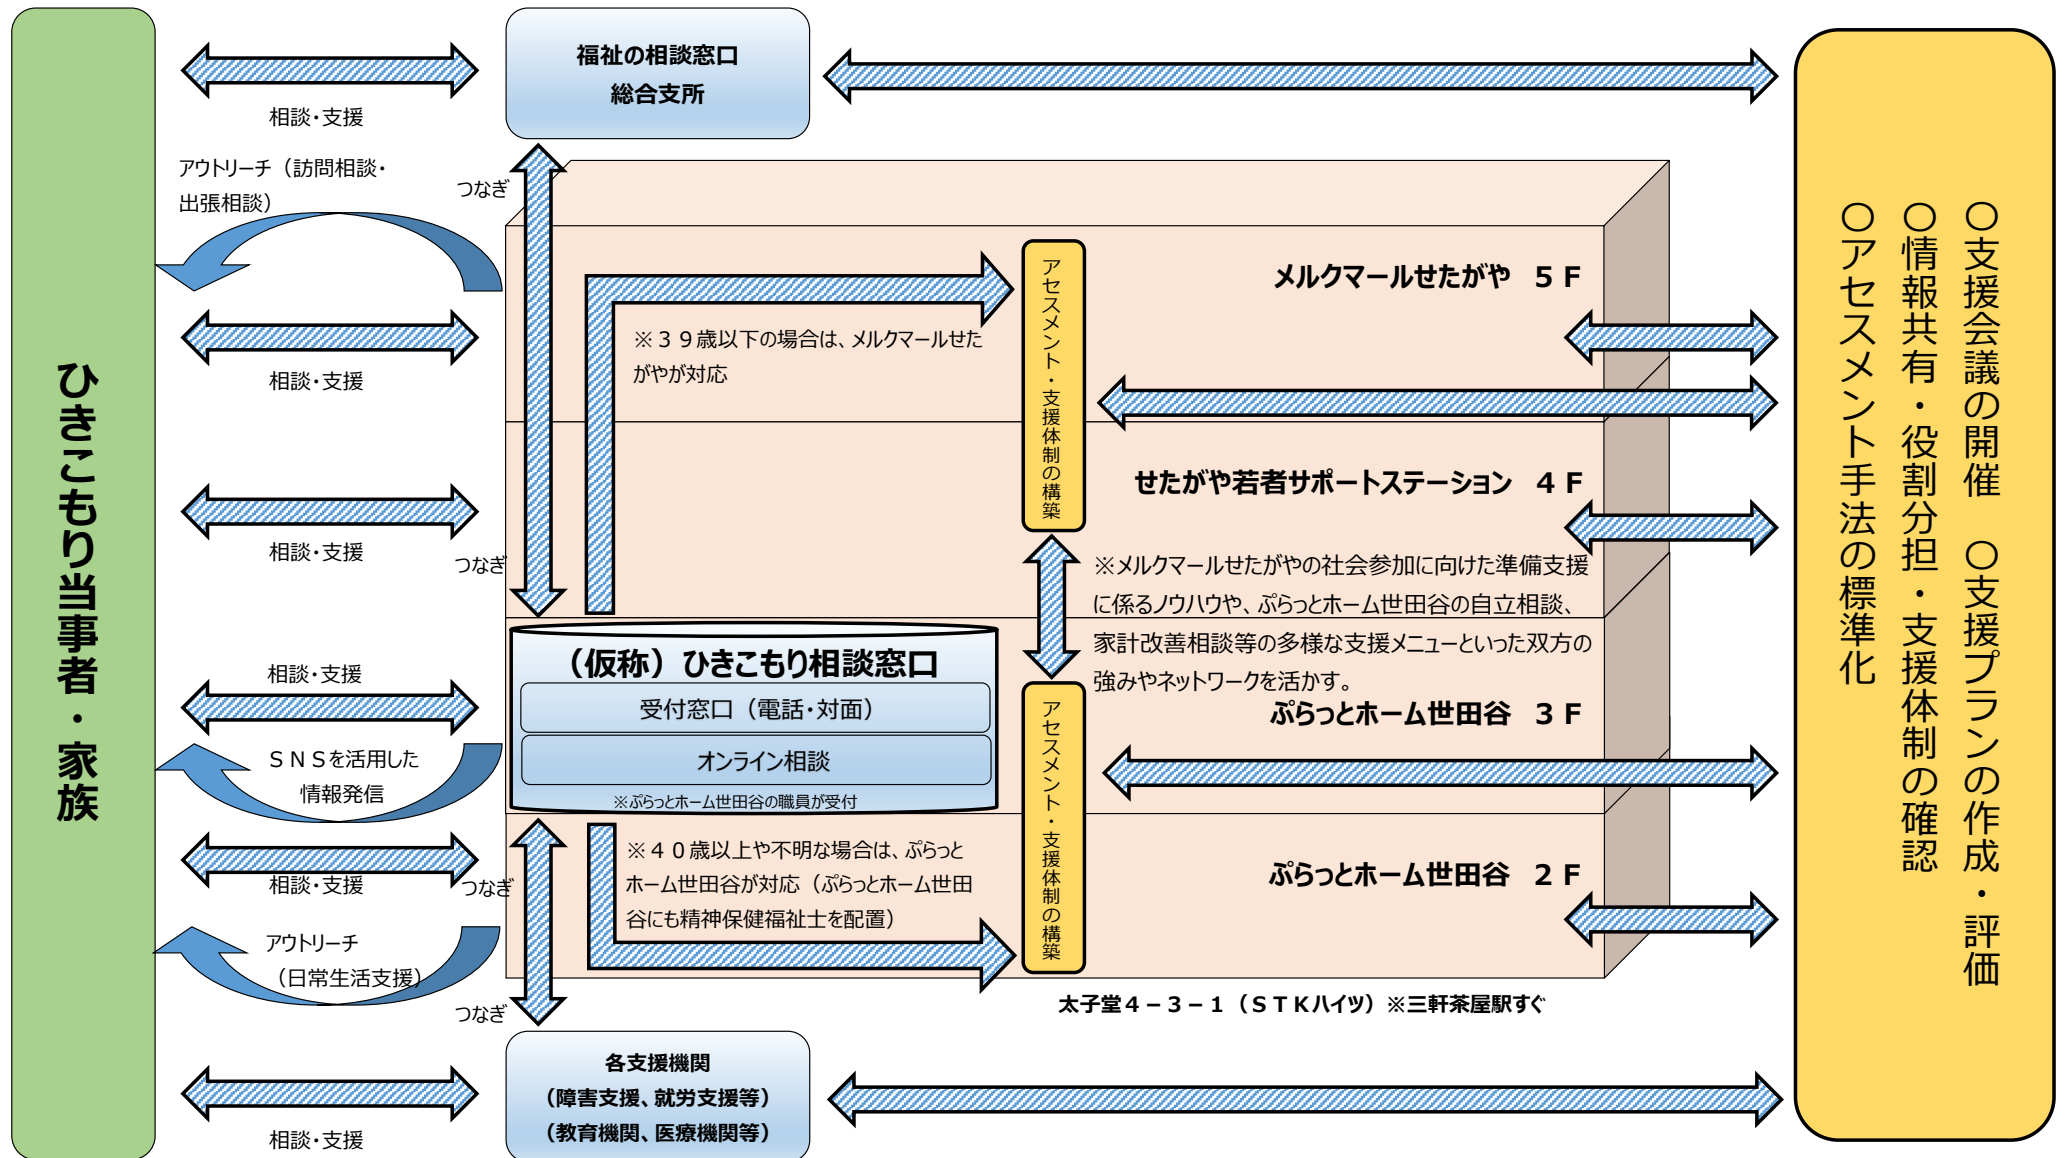 ひきこもり当事者・家族
福祉の相談窓口
総合支所
相談・支援
アウトリーチ（訪問相談・
出張相談）
つなぎ
相談・支援
相談・支援
つなぎ
相談・支援
ＳＮＳを活用した
情報発信
相談・支援
つなぎ
アウトリーチ
（日常生活支援）
つなぎ
相談・支援
メルクマールせたがや　５Ｆ
※３９歳以下の場合は、メルクマールせた
がやが対応
アセスメント・支援体制の構築
せたがや若者サポートステーション　４Ｆ
※メルクマールせたがやの社会参加に向けた準備支援
に係るノウハウや、ぷらっとホーム世田谷の自立相談、
家計改善相談等の多様な支援メニューといった双方の
強みやネットワークを活かす。
（仮称）ひきこもり相談窓口
受付窓口（電話・対面）
オンライン相談
※ぷらっとホーム世田谷の職員が受付
ぷらっとホーム世田谷　３Ｆ
アセスメント・支援体制の構築
※４０歳以上や不明な場合は、ぷらっと
ホーム世田谷が対応（ぷらっとホーム世田
谷にも精神保健福祉士を配置）
ぷらっとホーム世田谷　２Ｆ
太子堂４－３－１（ＳＴＫハイツ）※三軒茶屋駅すぐ
各支援機関
（障害支援、就労支援等）
（教育機関、医療機関等）
〇支援会議の開催　〇支援プランの作成・評価
〇情報共有・役割分担・支援体制の確認
〇アセスメント手法の標準化